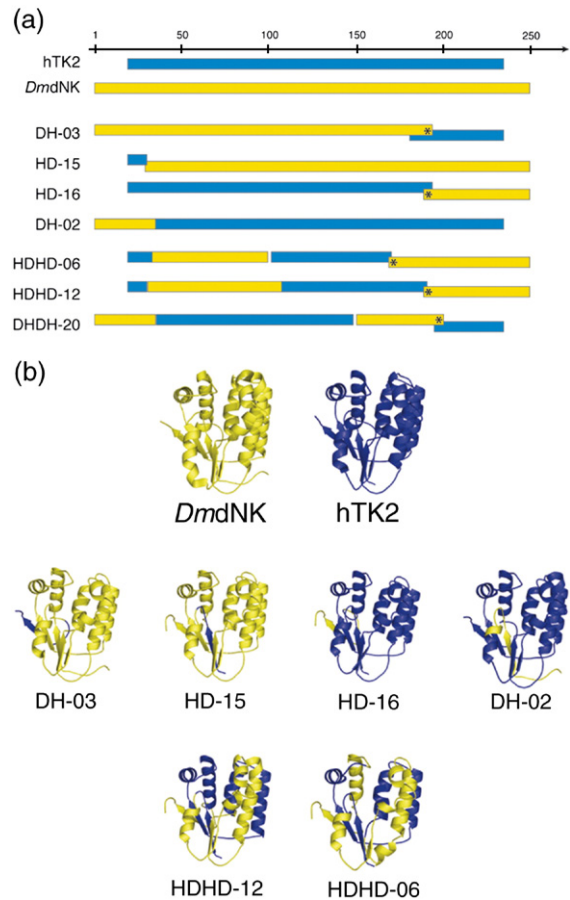 (a)
1 50 100 150 200 250
hTK2
DmdNK
DH-03 *
HD-15
HD-16 *
DH-02
HDHD-06 *
HDHD-12 *
DHDH-20 *
(b)
DmdNK hTK2
DH-03 HD-15 HD-16 DH-02
HDHD-12 HDHD-06